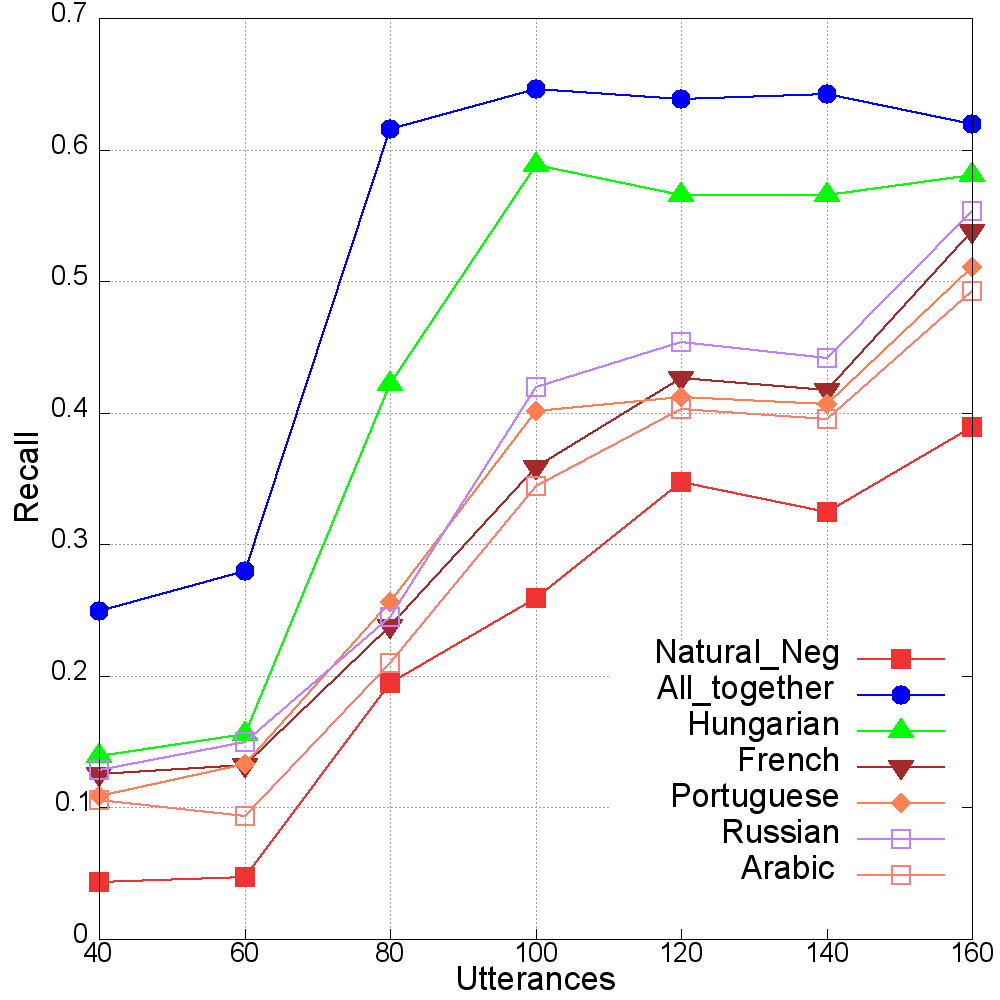 0.7
0.6
0.5
0.4
0.3
0.2
0.1
0
Recall
40 60 80 100 120 140 160
Utterances
Natural_Neg
All_together
Hungarian
French
Portuguese
Russian
Arabic